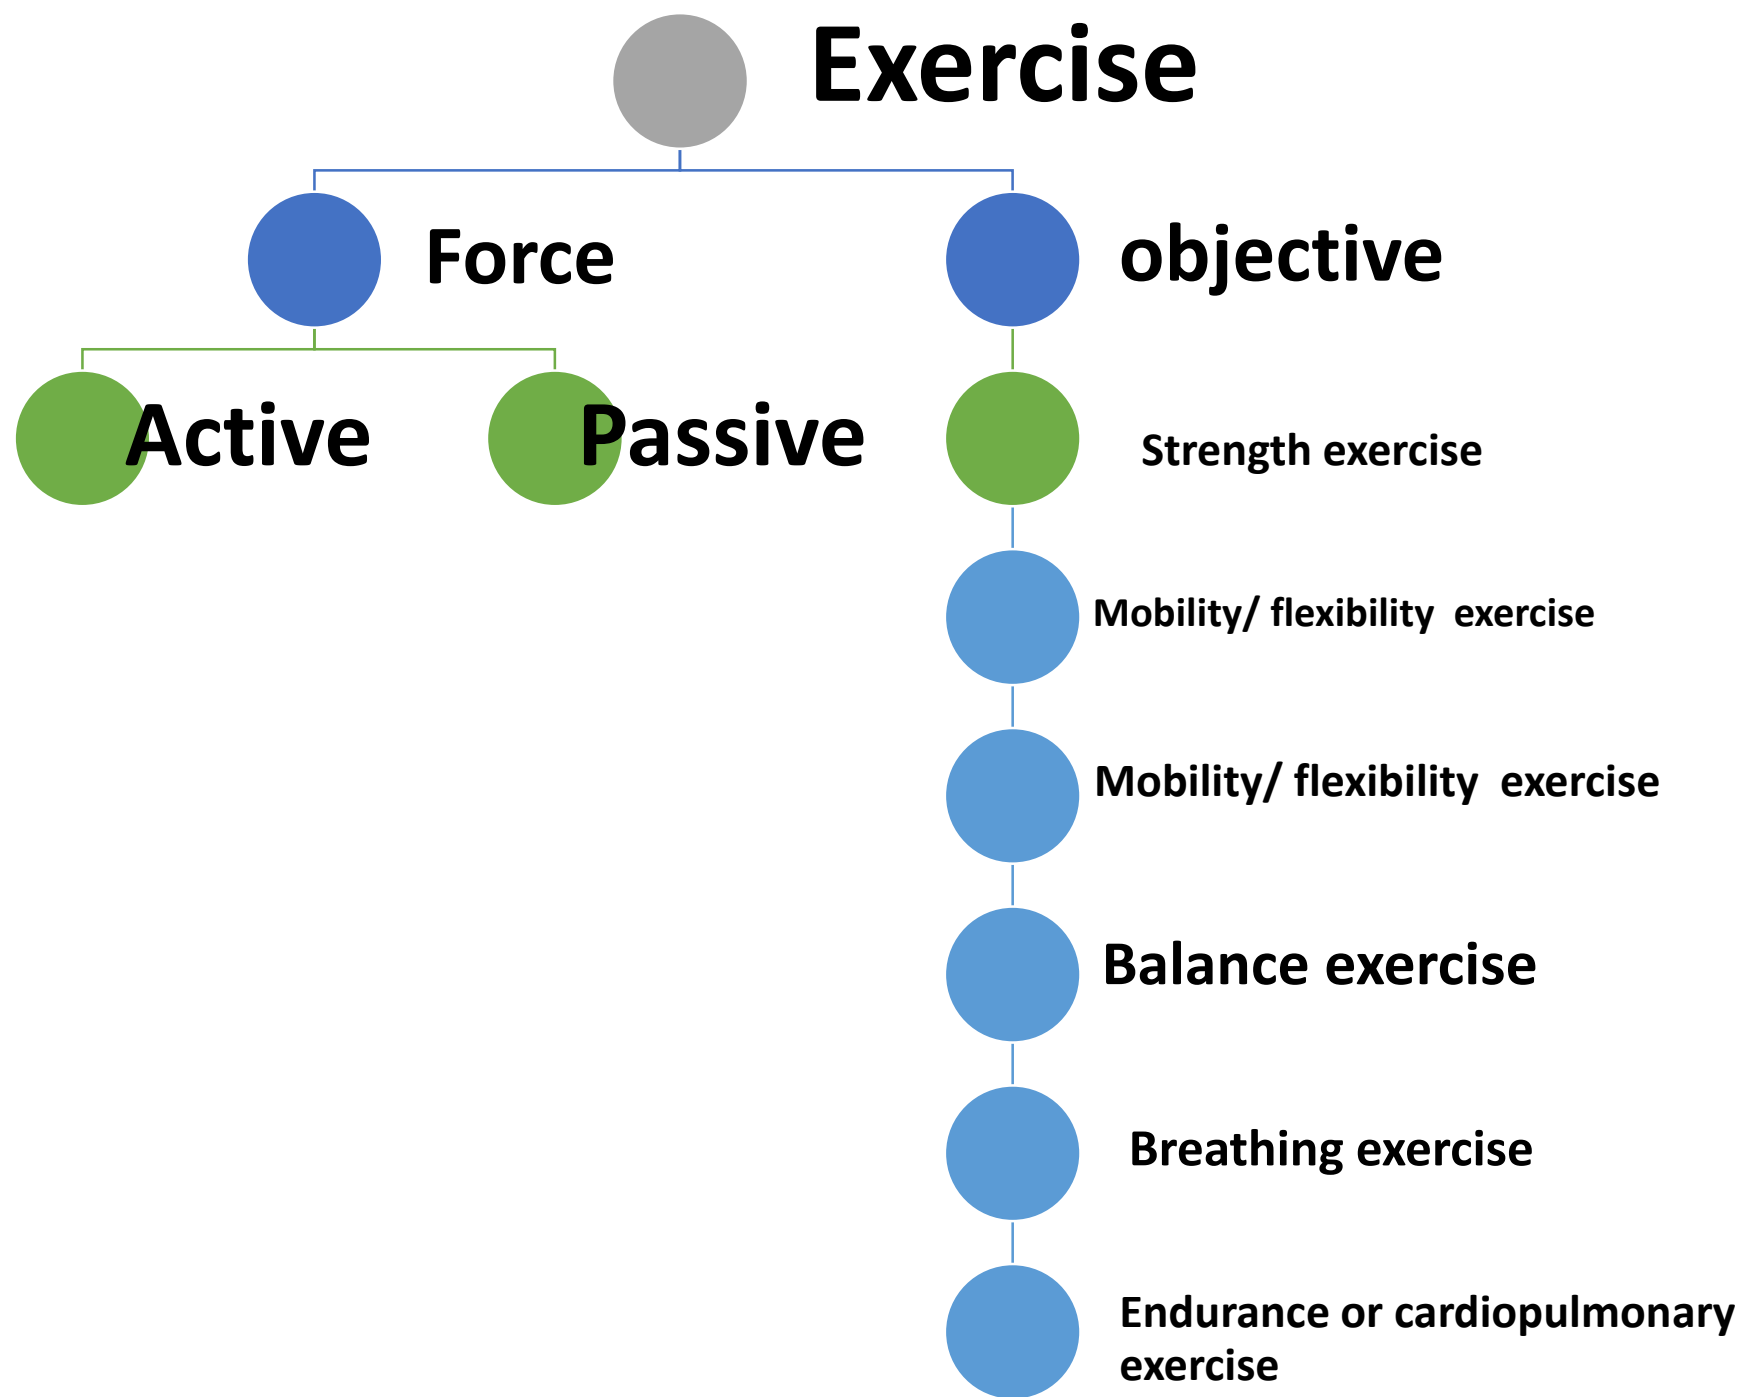 Exercise
Force
objective
Active
Passive
Strength exercise
Mobility/ flexibility  exercise
Mobility/ flexibility  exercise
Balance exercise
Breathing exercise
Endurance or cardiopulmonary
exercise